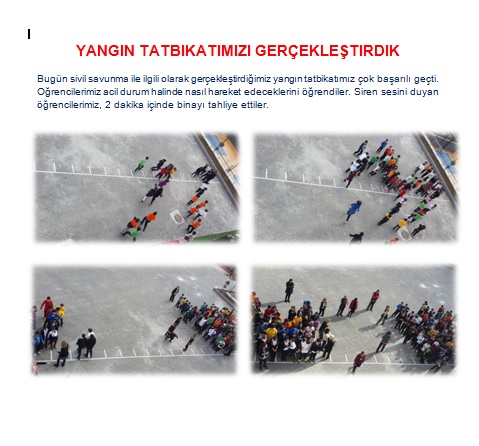 YANGIN TATBIKATIMIZI GERÇEKLEŞTIRDIK
Bugün sivil savunma ile ilgili olarak gerçekleştirdiğimiz yangın tatbikatımız çok başarılı geçti.
Öğrencilerimiz acil durum halinde nasıl hareket edeceklerini öğrendiler. Siren sesini duyan
öğrencilerimiz, 2 dakika içinde binayı tahliye ettiler.